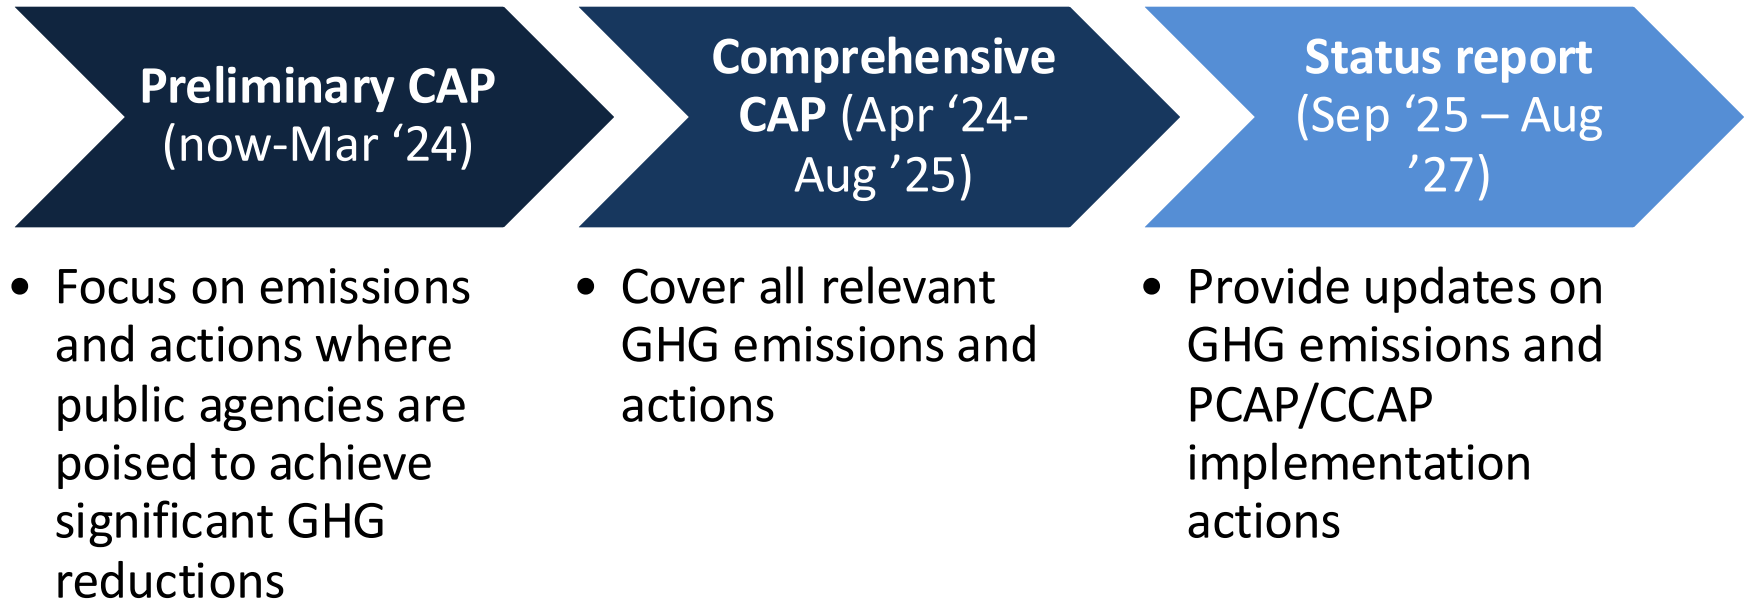 Preliminary CAP
(now-Mar ‘24)
• Focus on emissions
and actions where
public agencies are
poised to achieve
significant GHG
reductions
Comprehensive
CAP (Apr ‘24-
Aug ’25)
• Cover all relevant
GHG emissions and
actions
Status report
(Sep ‘25 – Aug
’27)
• Provide updates on
GHG emissions and
PCAP/CCAP
implementation
actions